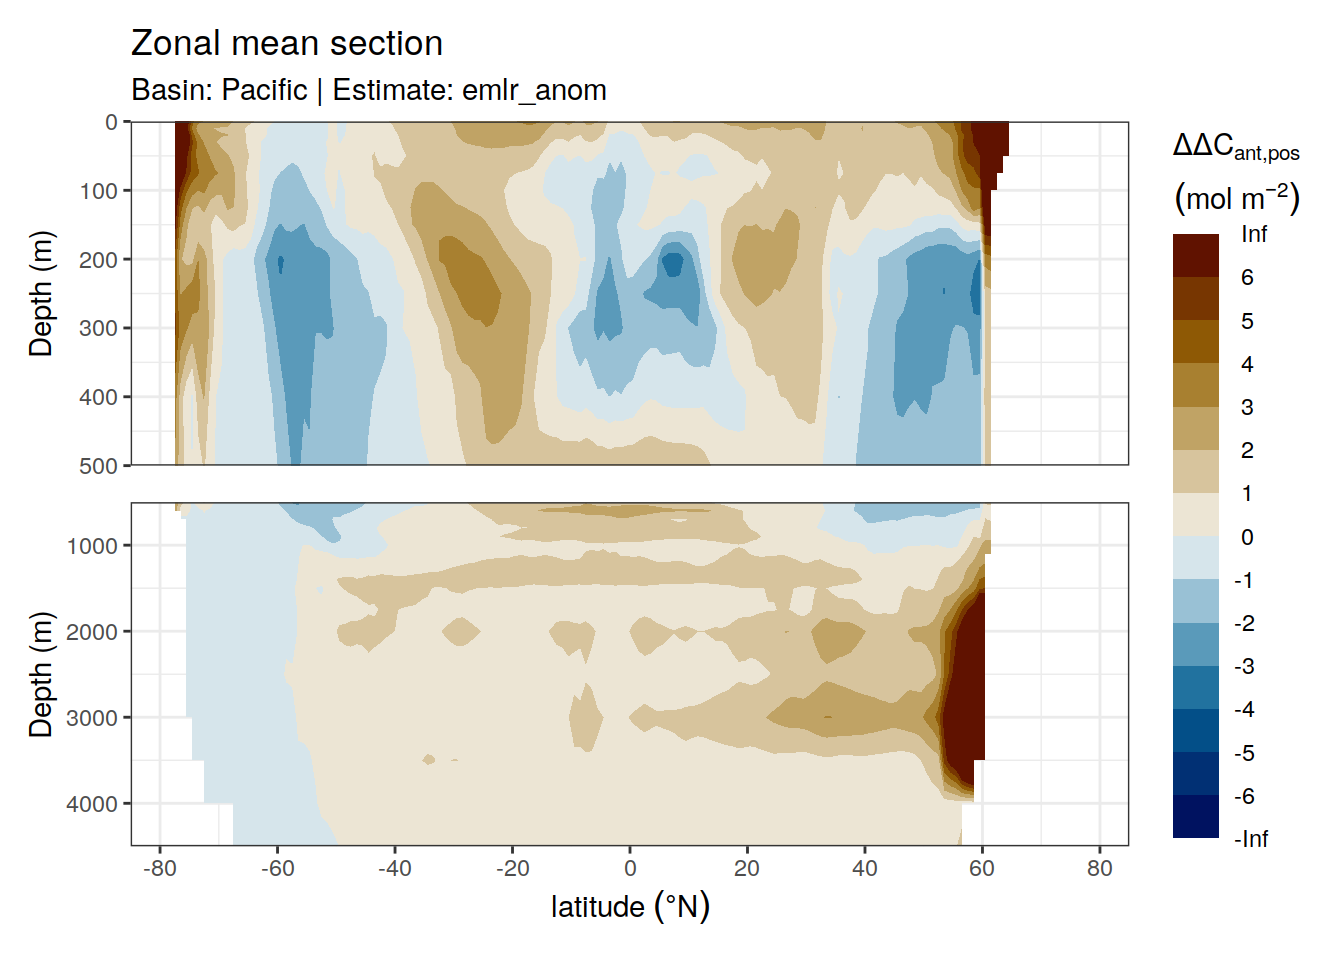 Zonal mean section
Basin: Pacific | Estimate: emlr_anom
ΔΔCant,pos
(mol m⁻²)
Inf
6
5
4
3
2
1
0
-1
-2
-3
-4
-5
-6
-Inf
Depth (m)
0
100
200
300
400
500
Depth (m)
1000
2000
3000
4000
-80 -60 -40 -20 0 20 40 60 80
latitude (°N)